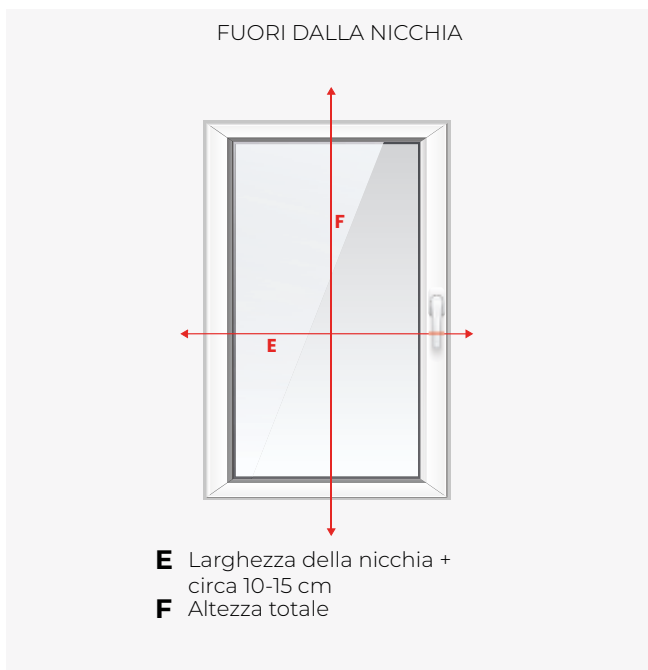 FUORI DALLA NICCHIA
F
E
E Larghezza della nicchia +
circa 10-15 cm
F Altezza totale